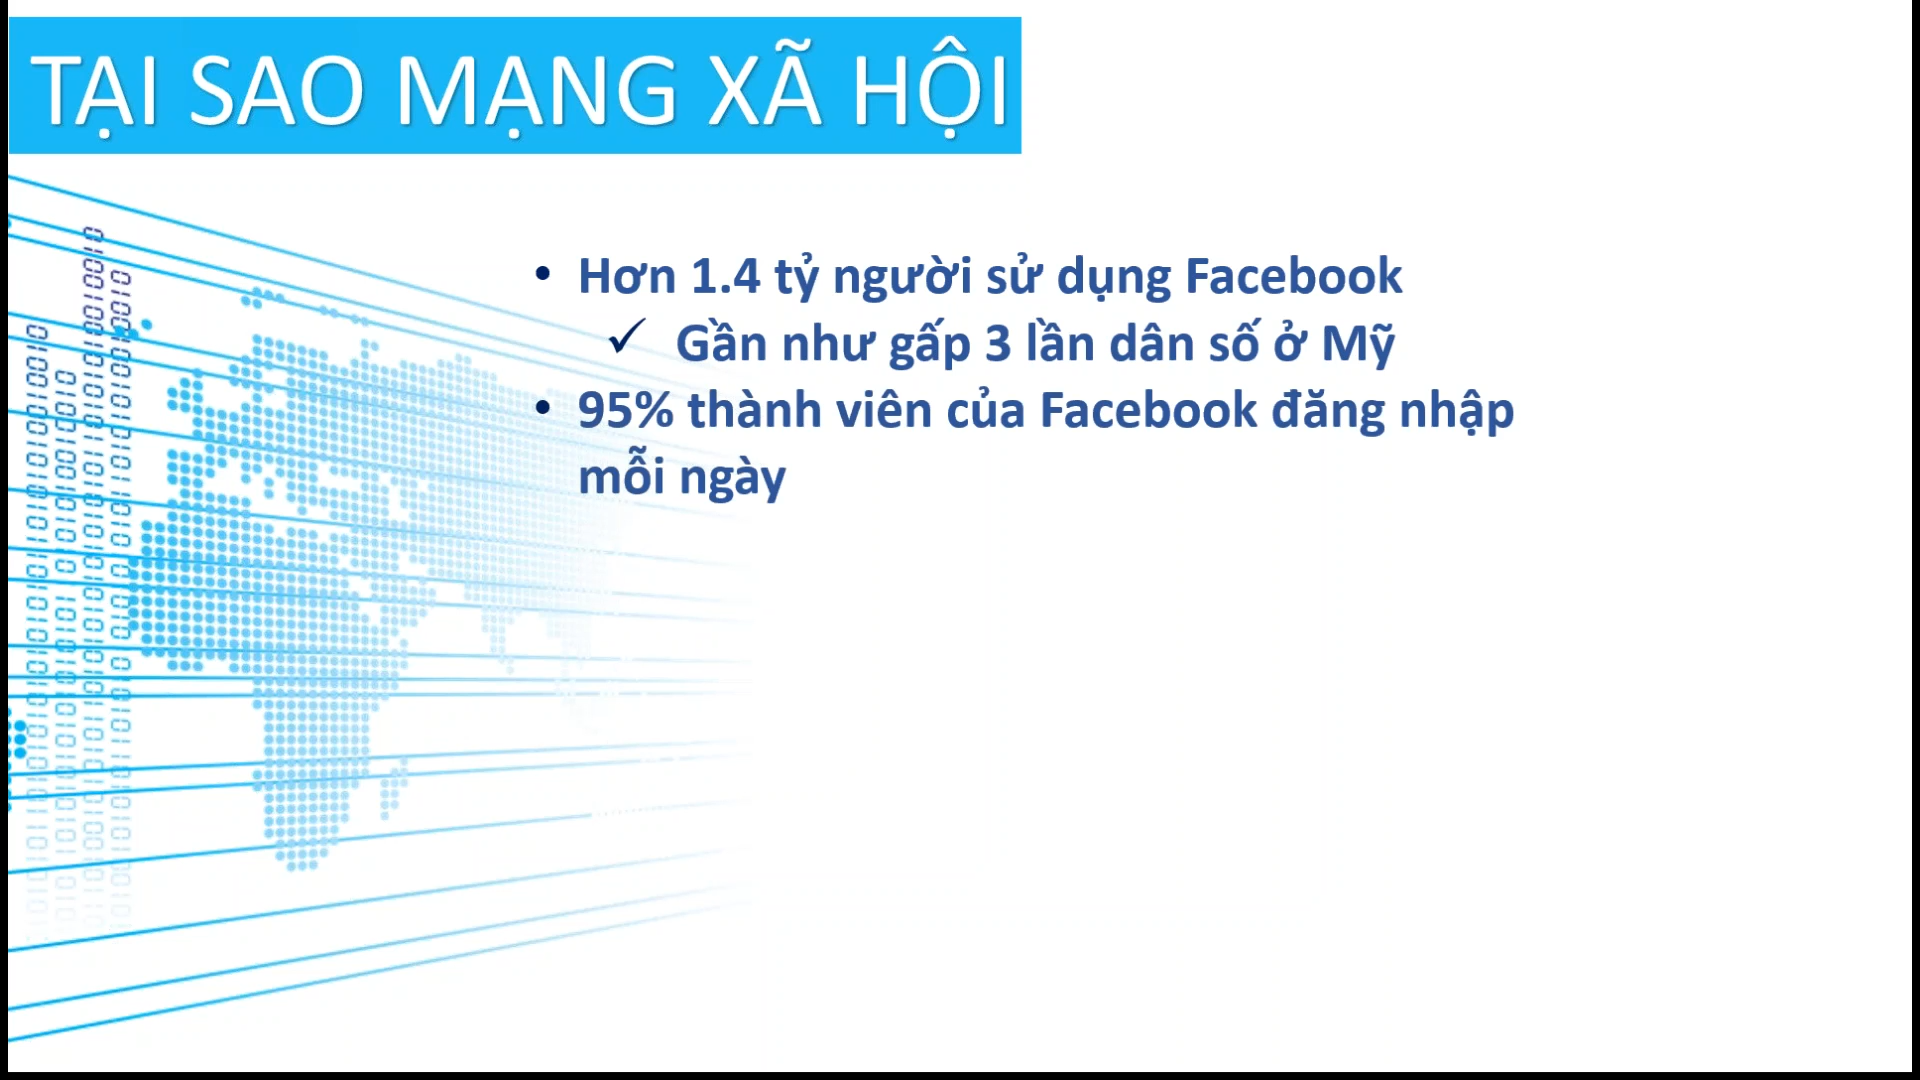 TẠI SAO MẠNG XÃ HỘI
• Hơn 1.4 tỷ người sử dụng Facebook
✓ Gần như gấp 3 lần dân số ở Mỹ
• 95% thành viên của Facebook đăng nhập
mỗi ngày